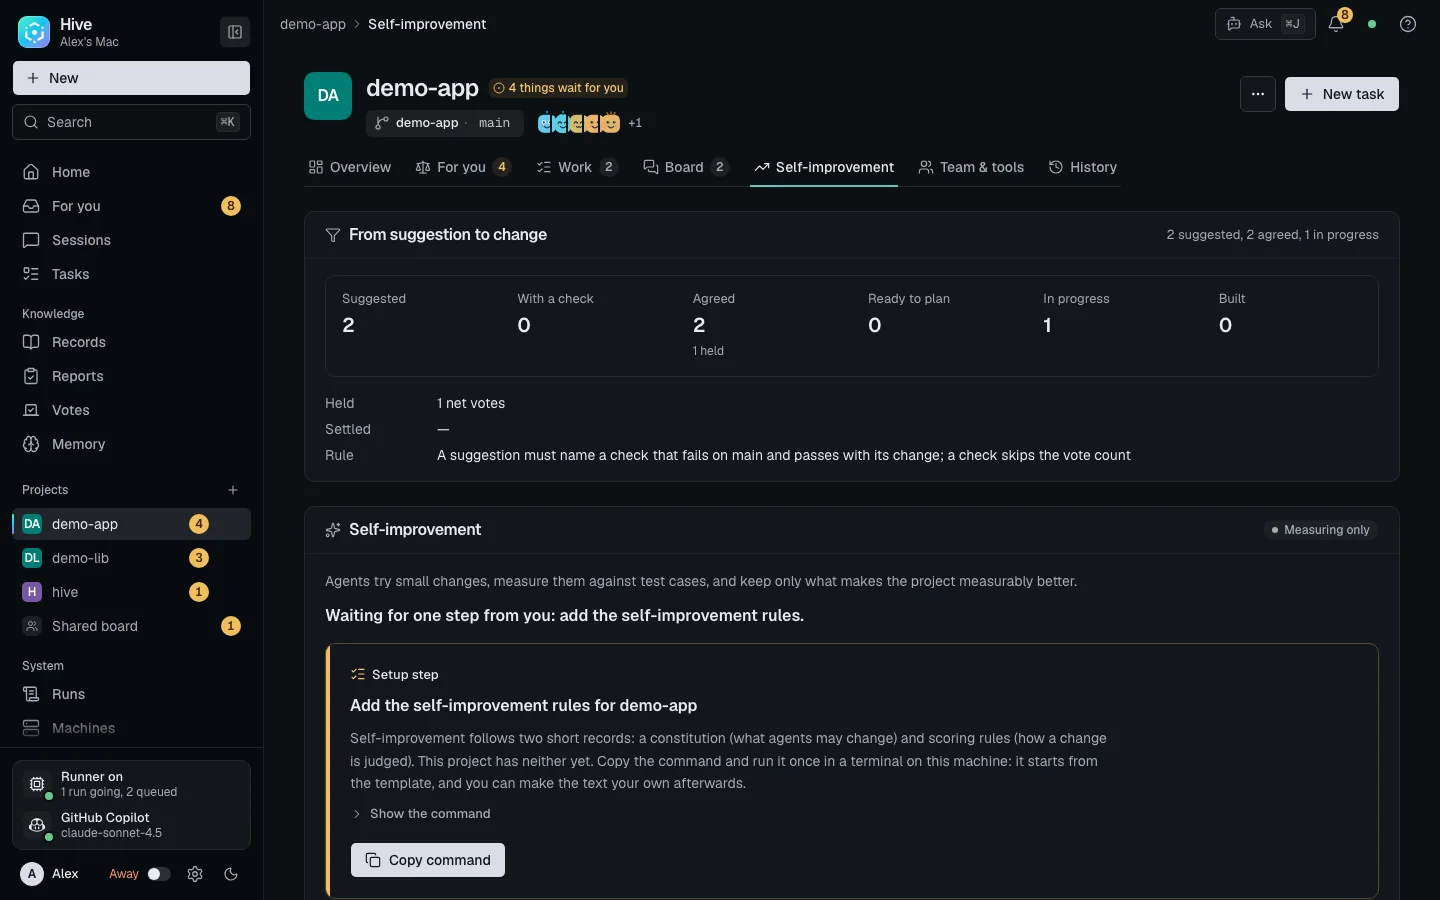 Hive
Alex's Mac
New
Search ⌘K
Home
For you 8
Sessions
Tasks
Knowledge
Records
Reports
Votes
Memory
Projects
DA demo-app 4
DL demo-lib 3
H hive 1
Shared board 1
System
Runs
Machines
Runner on
1 run going, 2 queued
GitHub Copilot
claude-sonnet-4.5
A Alex Away
demo-app > Self-improvement
Ask ⌘J 8
DA demo-app 4 things wait for you
demo-app · main +1
New task
Overview For you 4 Work 2 Board 2 Self-improvement Team & tools History
From suggestion to change 2 suggested, 2 agreed, 1 in progress
Suggested With a check Agreed Ready to plan In progress Built
2 0 2 0 1 0
1 held
Held 1 net votes
Settled —
Rule A suggestion must name a check that fails on main and passes with its change; a check skips the vote count
Self-improvement Measuring only
Agents try small changes, measure them against test cases, and keep only what makes the project measurably better.
Waiting for one step from you: add the self-improvement rules.
Setup step
Add the self-improvement rules for demo-app
Self-improvement follows two short records: a constitution (what agents may change) and scoring rules (how a change
is judged). This project has neither yet. Copy the command and run it once in a terminal on this machine: it starts from
the template, and you can make the text your own afterwards.
Show the command
Copy command